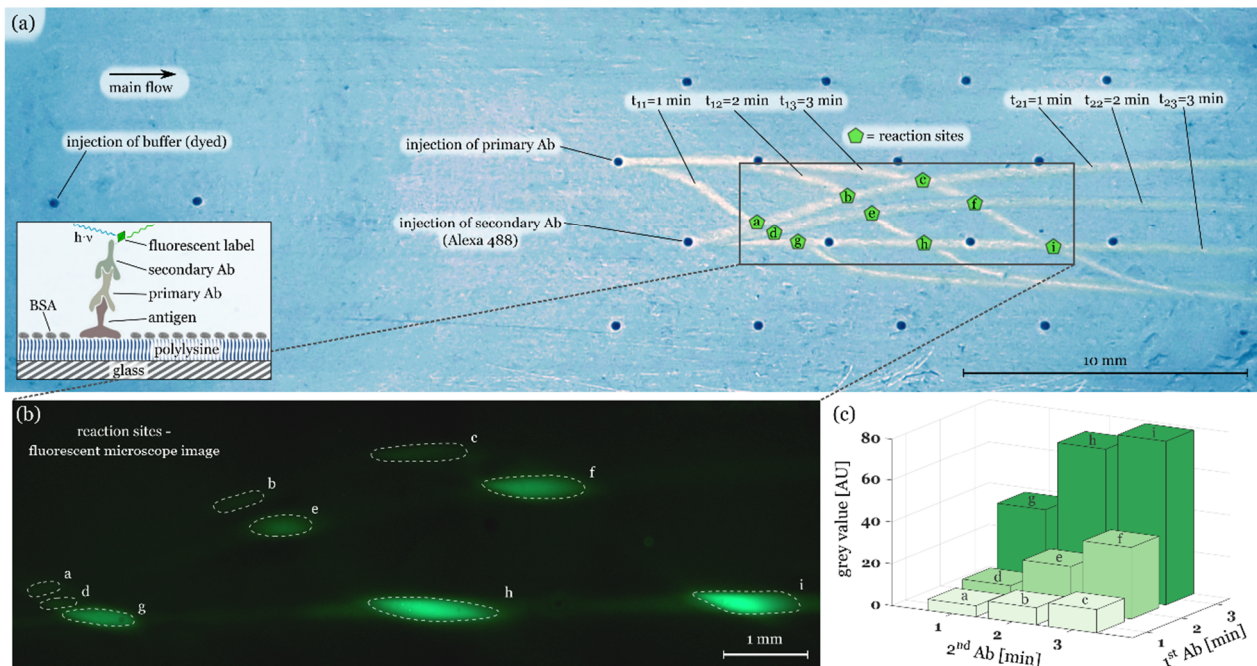 (a)
main flow
injection of buffer (dyed)
injection of primary Ab
injection of secondary Ab
(Alexa 488)
t11=1 min
t12=2 min
t13=3 min
t21=1 min
t22=2 min
t23=3 min
= reaction sites
a
b
c
d
e
f
g
h
i
10 mm
h·ν
fluorescent label
secondary Ab
primary Ab
antigen
BSA
polylysine
glass
(b)
reaction sites -
fluorescent microscope image
a
b
c
d
e
f
g
h
i
1 mm
(c)
grey value [AU]
80
60
40
20
0
a
b
c
d
e
f
g
h
i
1
2
3
2nd Ab [min]
1
2
3
1st Ab [min]